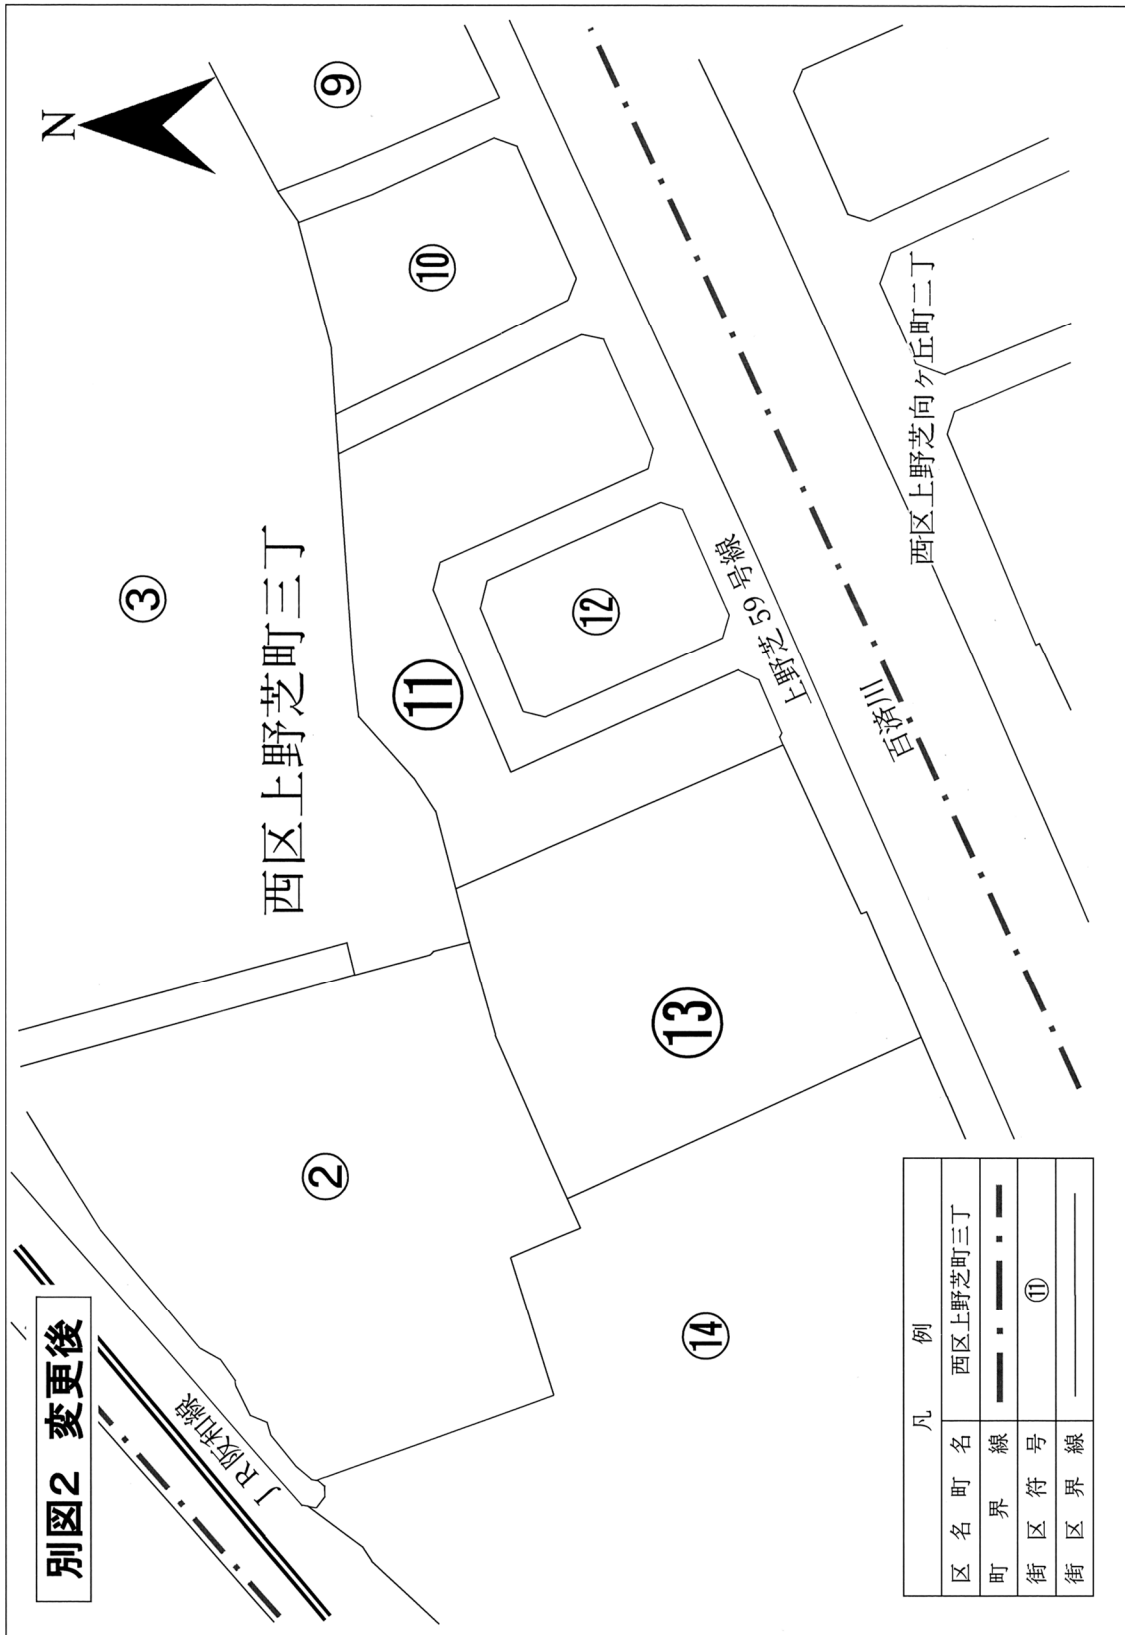 別図2 変更後
N
⑨
⑩
③
西区上野芝町三丁
⑪
⑫
②
⑬
⑭
上野芝59号線
百済川
西区上野芝向ヶ丘町二丁
JR阪和線
凡 例
区名町名 西区上野芝町三丁
町界線
街区符号 ⑪
街区界線